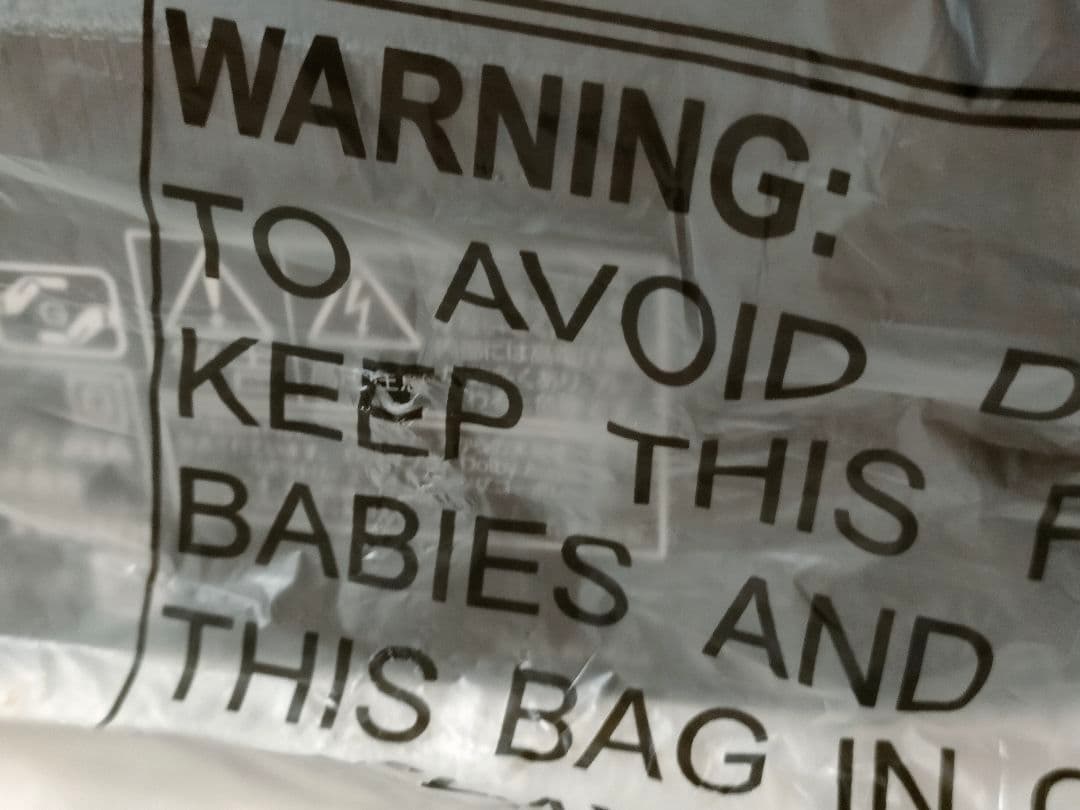 WARNING:
TO AVOID D
KEEP THIS F
BABIES AND
THIS BAG IN C